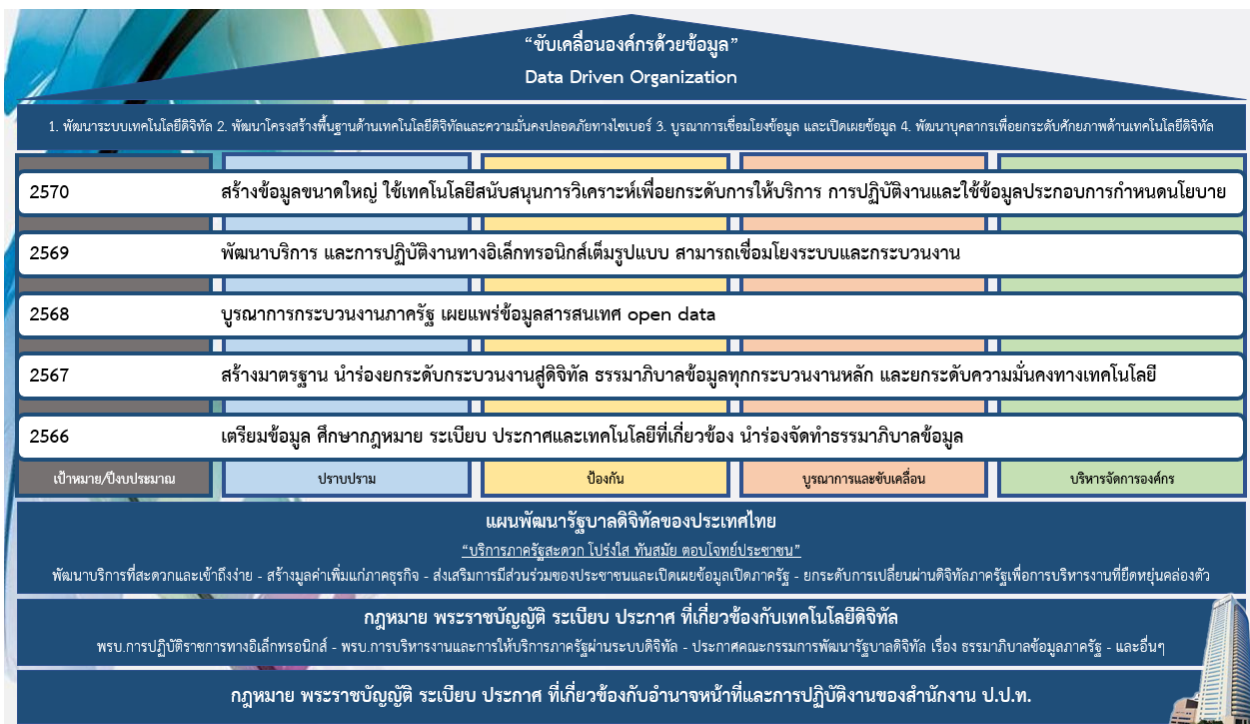 “ขับเคลื่อนองค์กรด้วยข้อมูล”
Data Driven Organization
1. พัฒนาระบบเทคโนโลยีดิจิทัล 2. พัฒนาโครงสร้างพื้นฐานด้านเทคโนโลยีดิจิทัลและความมั่นคงปลอดภัยทางไซเบอร์ 3. บูรณาการเชื่อมโยงข้อมูล และเปิดเผยข้อมูล 4. พัฒนาบุคลากรเพื่อยกระดับศักยภาพด้านเทคโนโลยีดิจิทัล
2570 สร้างข้อมูลขนาดใหญ่ ใช้เทคโนโลยีสนับสนุนการวิเคราะห์เพื่อยกระดับการให้บริการ การปฏิบัติงานและใช้ข้อมูลประกอบการกำหนดนโยบาย
2569 พัฒนาบริการ และการปฏิบัติงานทางอิเล็กทรอนิกส์เต็มรูปแบบ สามารถเชื่อมโยงระบบและกระบวนงาน
2568 บูรณาการกระบวนงานภาครัฐ เผยแพร่ข้อมูลสารสนเทศ open data
2567 สร้างมาตรฐาน นำร่องยกระดับกระบวนงานสู่ดิจิทัล ธรรมาภิบาลข้อมูลทุกกระบวนงานหลัก และยกระดับความมั่นคงทางเทคโนโลยี
2566 เตรียมข้อมูล ศึกษากฎหมาย ระเบียบ ประกาศและเทคโนโลยีที่เกี่ยวข้อง นำร่องจัดทำธรรมาภิบาลข้อมูล
เป้าหมาย/ปีงบประมาณ ปราบปราม ป้องกัน บูรณาการและขับเคลื่อน บริหารจัดการองค์กร
แผนพัฒนารัฐบาลดิจิทัลของประเทศไทย
“บริการภาครัฐสะดวก โปร่งใส ทันสมัย ตอบโจทย์ประชาชน”
พัฒนาบริการที่สะดวกและเข้าถึงง่าย - สร้างมูลค่าเพิ่มแก่ภาคธุรกิจ - ส่งเสริมการมีส่วนร่วมของประชาชนและเปิดเผยข้อมูลเปิดภาครัฐ - ยกระดับการเปลี่ยนผ่านดิจิทัลภาครัฐเพื่อการบริหารงานที่ยืดหยุ่นคล่องตัว
กฎหมาย พระราชบัญญัติ ระเบียบ ประกาศ ที่เกี่ยวข้องกับเทคโนโลยีดิจิทัล
พรบ.การปฏิบัติราชการทางอิเล็กทรอนิกส์ - พรบ.การบริหารงานและการให้บริการภาครัฐผ่านระบบดิจิทัล - ประกาศคณะกรรมการพัฒนารัฐบาลดิจิทัล เรื่อง ธรรมาภิบาลข้อมูลภาครัฐ - และอื่นๆ
กฎหมาย พระราชบัญญัติ ระเบียบ ประกาศ ที่เกี่ยวข้องกับอำนาจหน้าที่และการปฏิบัติงานของสำนักงาน ป.ป.ท.